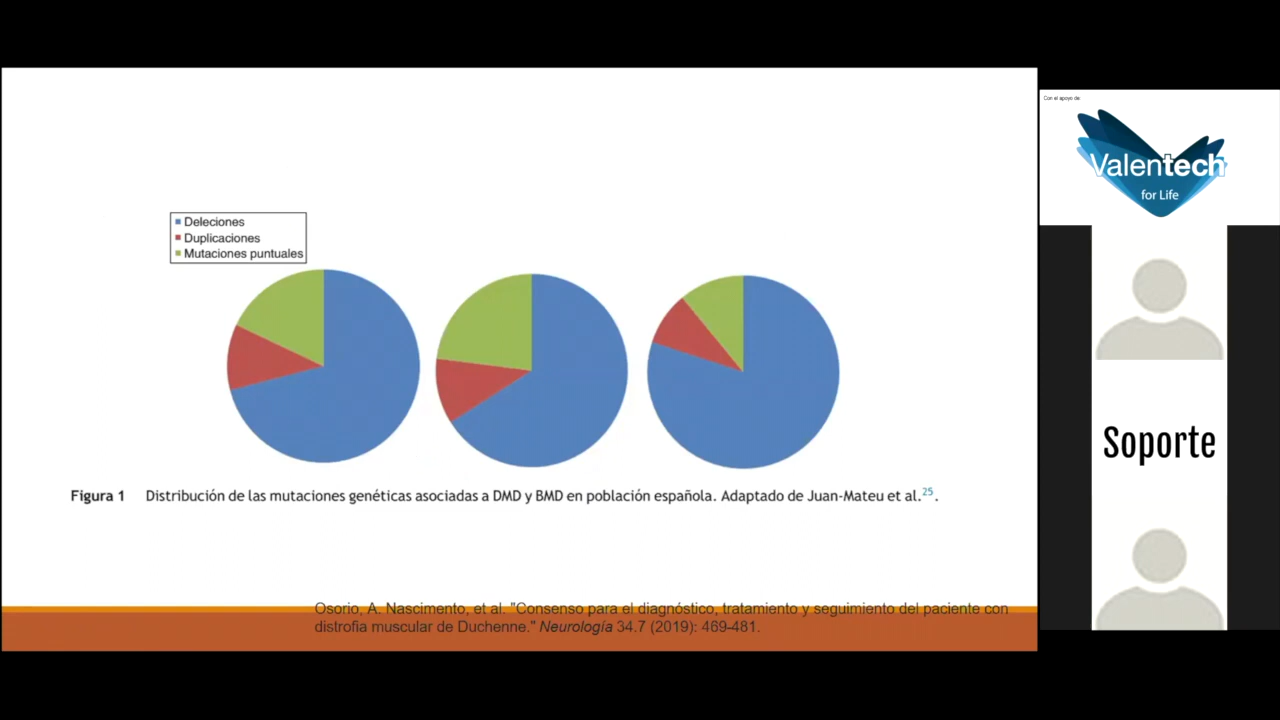 Deleciones
Duplicaciones
Mutaciones puntuales
Figura 1 Distribución de las mutaciones genéticas asociadas a DMD y BMD en población española. Adaptado de Juan-Mateu et al.25.
Osorio, A. Nascimento, et al. "Consenso para el diagnóstico, tratamiento y seguimiento del paciente con
distrofia muscular de Duchenne." Neurología 34.7 (2019): 469-481.
Con el apoyo de:
Valentech
for Life
Soporte